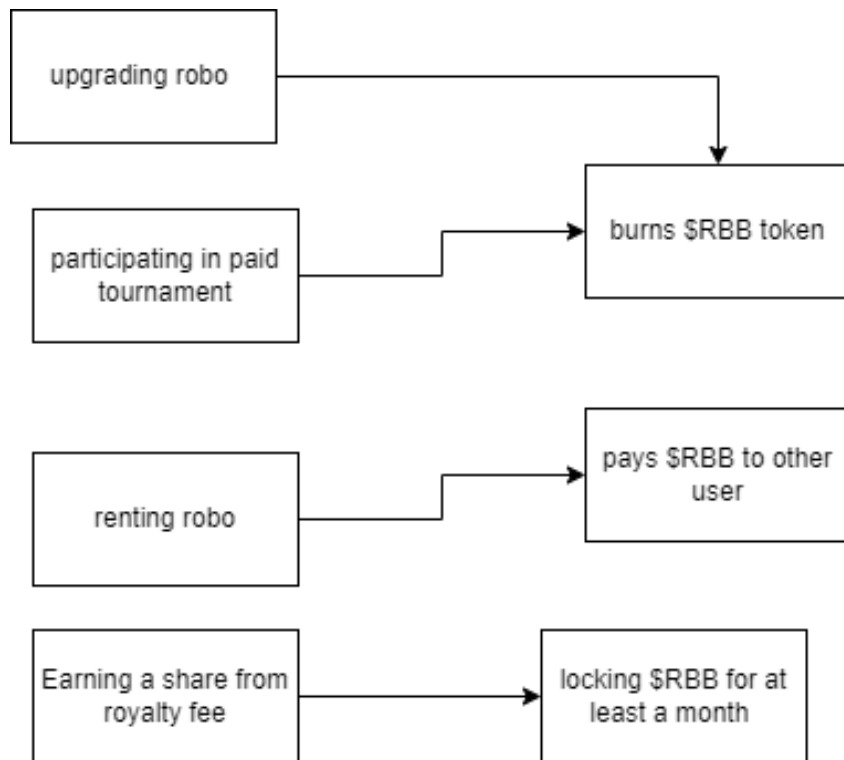 upgrading robo
burns $RBB token
participating in paid
tournament
pays $RBB to other
user
renting robo
Earning a share from
royalty fee
locking $RBB for at
least a month